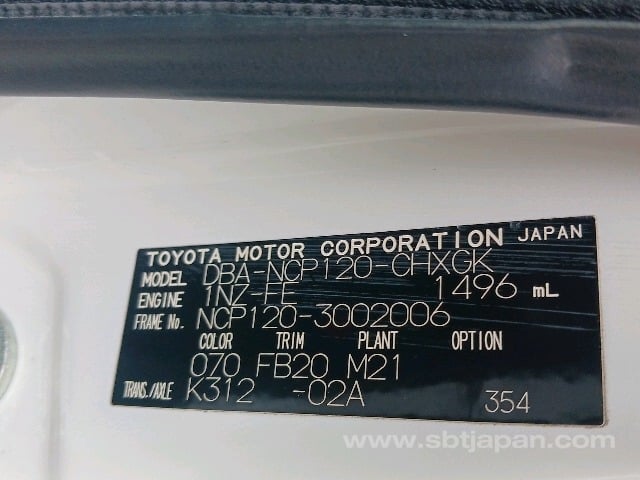 TOYOTA MOTOR CORPORATION JAPAN
MODEL DBA-NCP120-CHXGK
ENGINE 1NZ-FE 1496 mL
FRAME No. NCP120-3002006
COLOR TRIM PLANT OPTION
070 FB20 M21
TRANS./AXLE K312 -02A 354
www.sbtjapan.com